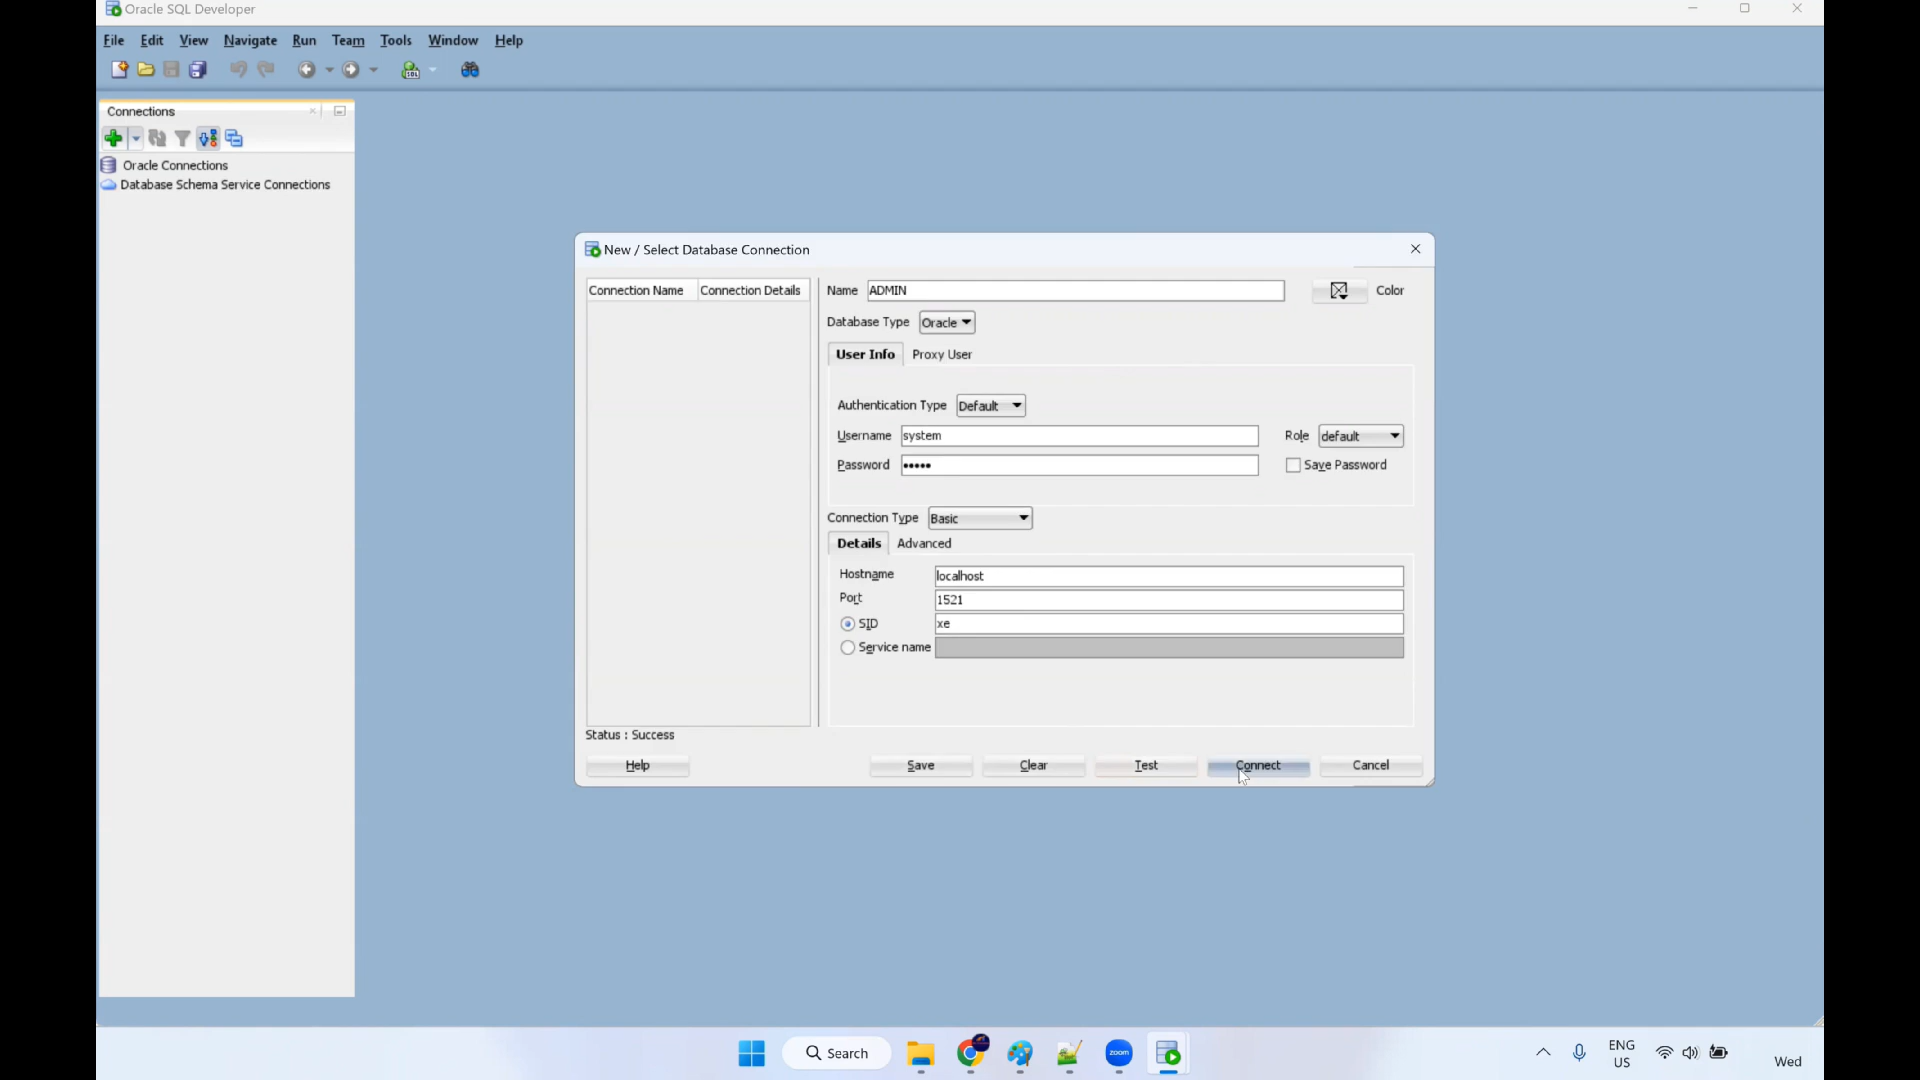 Oracle SQL Developer
File Edit View Navigate Run Team Tools Window Help
SQL
Connections
Oracle Connections
Database Schema Service Connections
New / Select Database Connection
Connection Name Connection Details
Name ADMIN Color
Database Type Oracle
User Info Proxy User
Authentication Type Default
Username system Role default
Password ••••• Save Password
Connection Type Basic
Details Advanced
Hostname localhost
Port 1521
SID xe
Service name
Status : Success
Help Save Clear Test Connect Cancel
Search zoom ENG
US
Wed